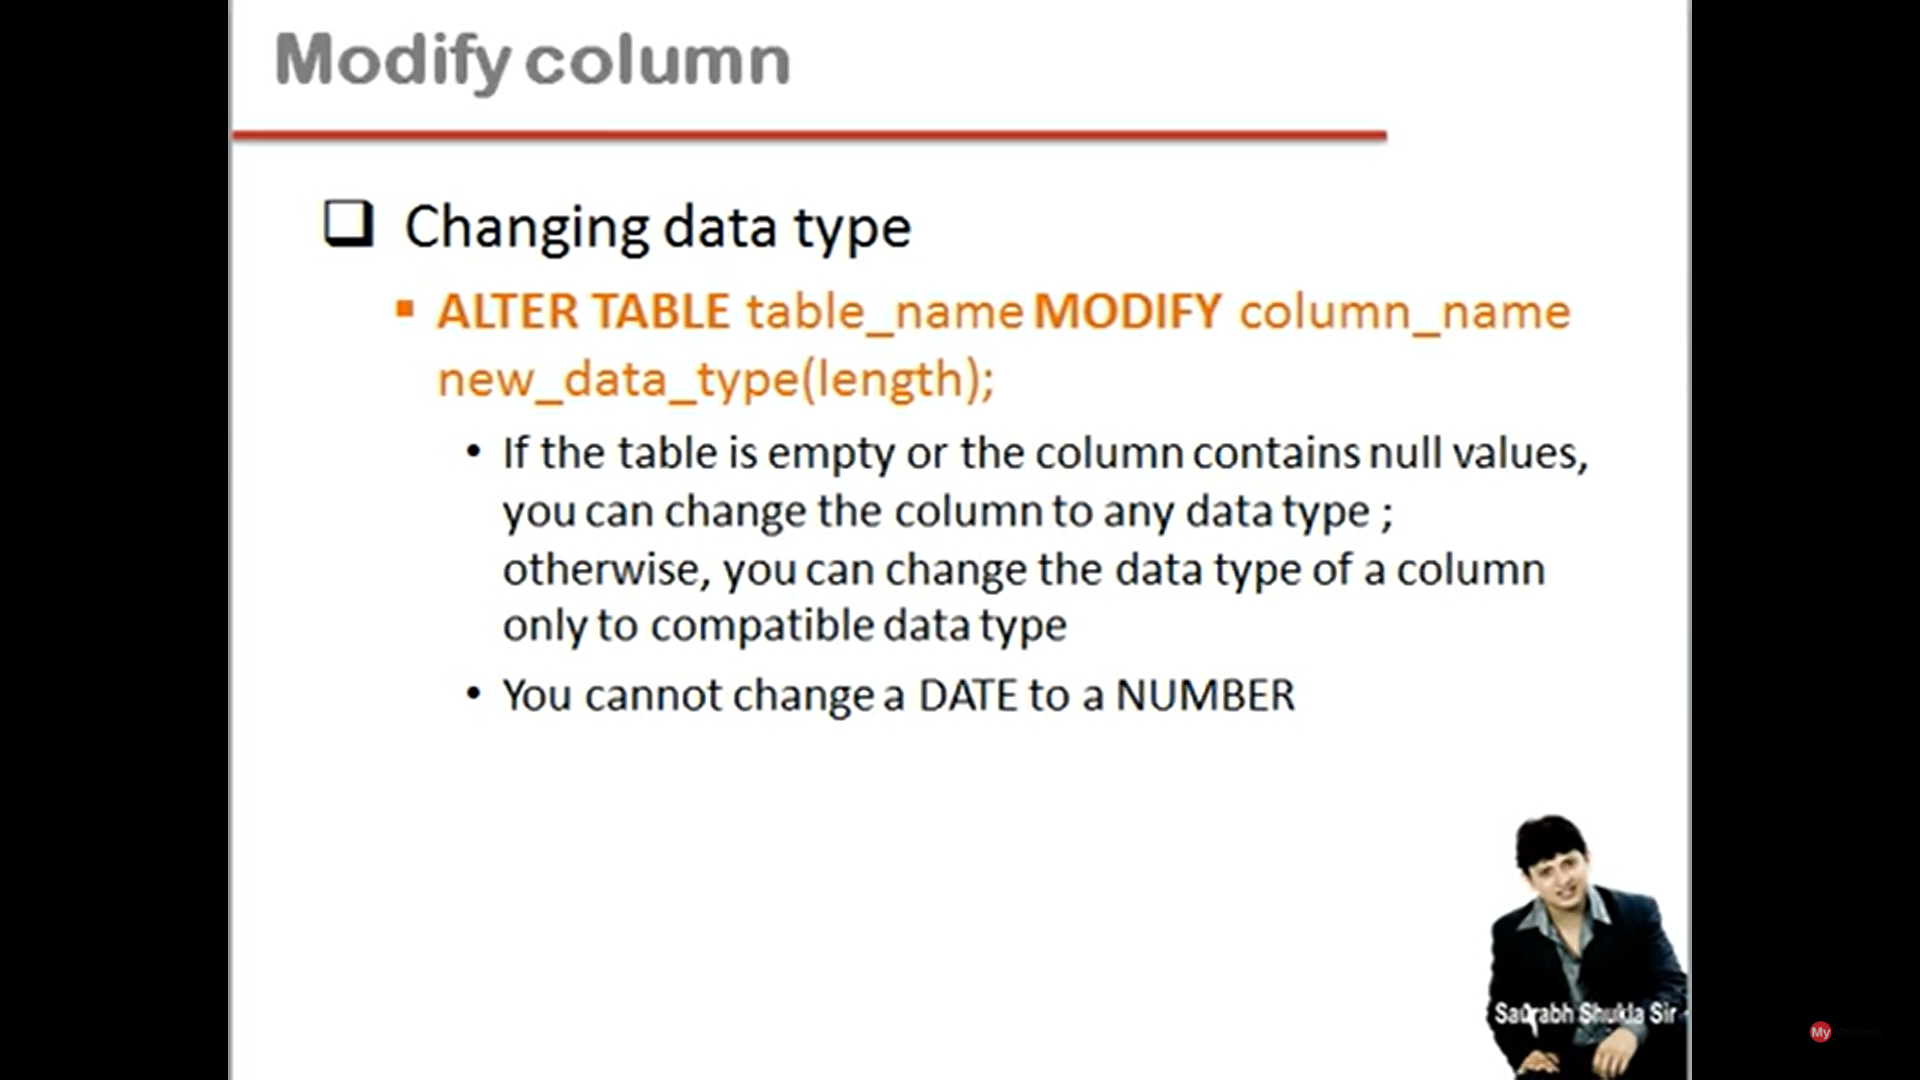 Modify column
Changing data type
ALTER TABLE table_name MODIFY column_name
new_data_type(length);
If the table is empty or the column contains null values,
you can change the column to any data type ;
otherwise, you can change the data type of a column
only to compatible data type
You cannot change a DATE to a NUMBER
Saurabh Shukla Sir
My